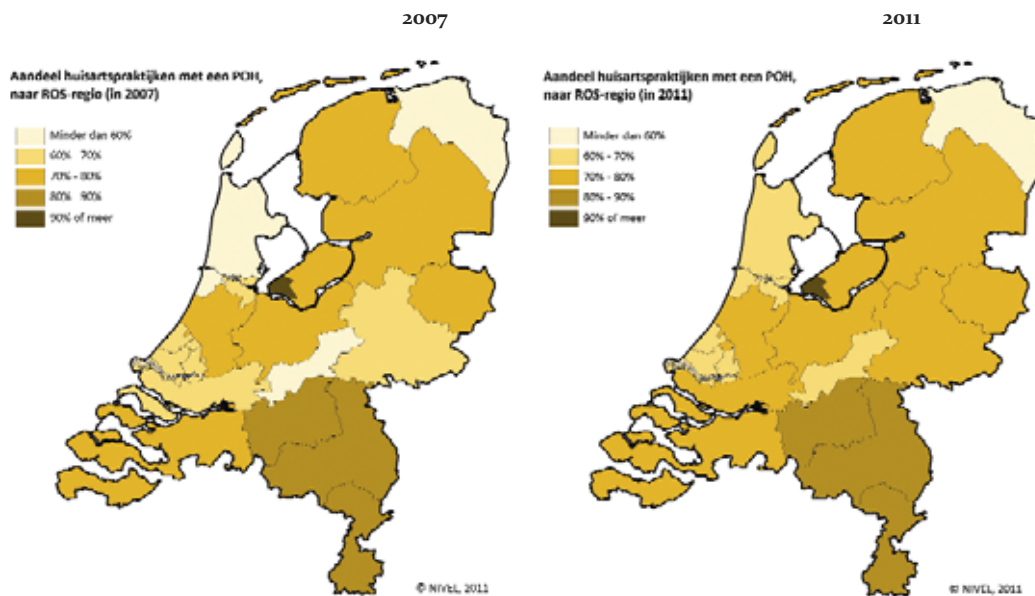 2007
Aandeel huisartspraktijken met een POH,
naar ROS-regio (in 2007)
Minder dan 60%
60% - 70%
70% - 80%
80% - 90%
90% of meer
© NIVEL, 2011
2011
Aandeel huisartspraktijken met een POH,
naar ROS-regio (in 2011)
Minder dan 60%
60% - 70%
70% - 80%
80% - 90%
90% of meer
© NIVEL, 2011